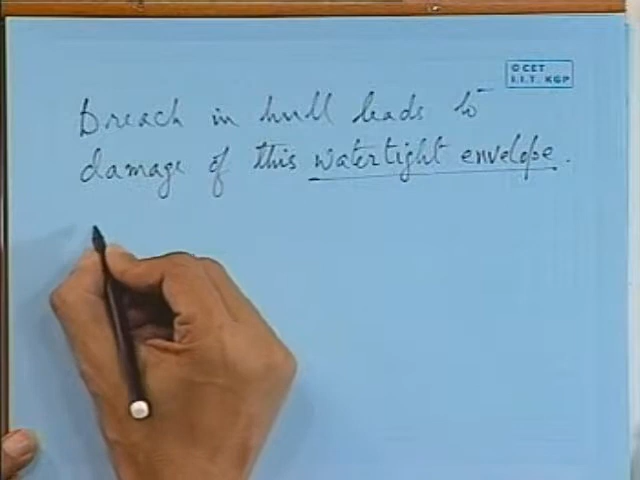 © CET
I.I.T. KGP
Breach in hull leads to
damage of this watertight envelope.